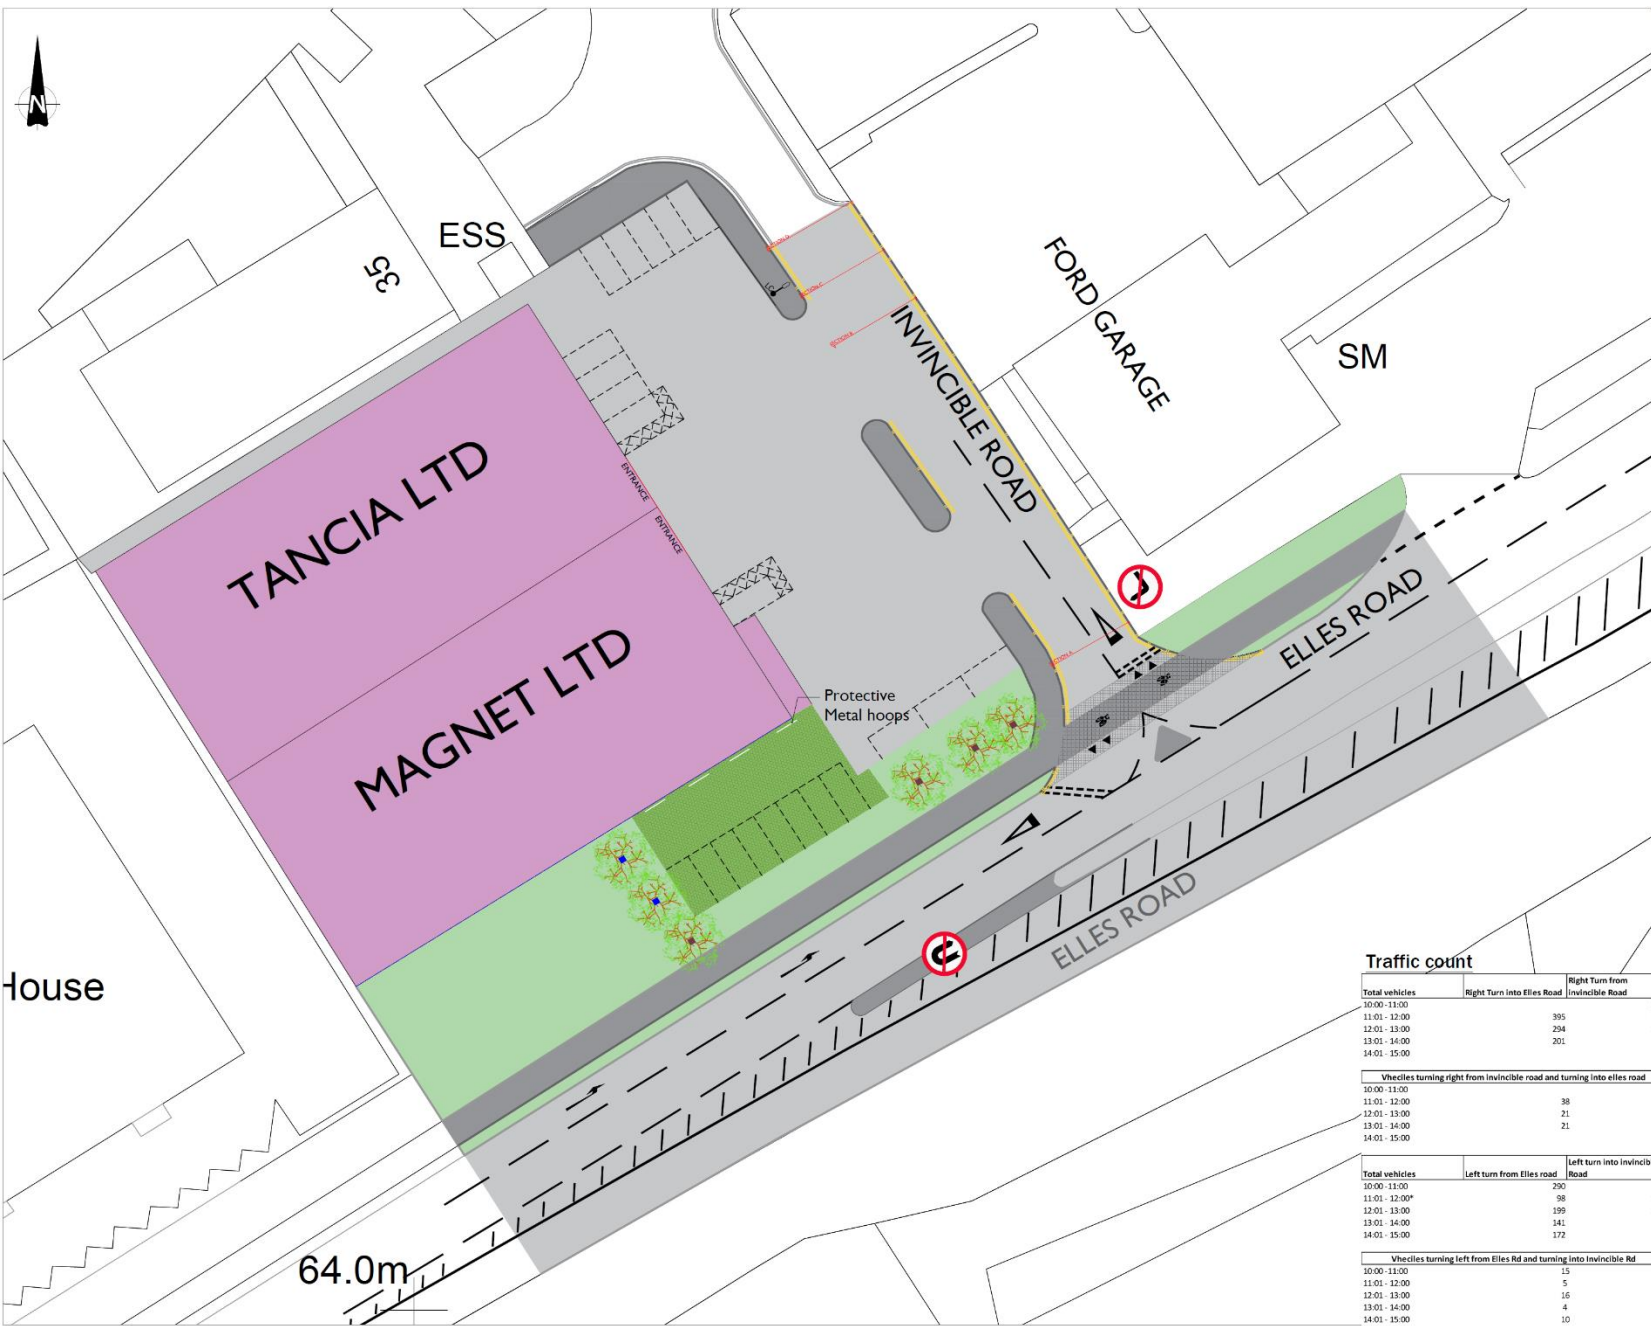 N
ESS
35
FORD GARAGE
SM
INVINCIBLE ROAD
TANCIA LTD
ENTRANCE
ENTRANCE
MAGNET LTD
Protective
Metal hoops
ELLES ROAD
ELLES ROAD
House
64.0m
Traffic count
Total vehicles Right Turn into Elles Road Right Turn from invincible Road
10:00 -11:00
11:01 - 12:00 395
12:01 - 13:00 294
13:01 - 14:00 201
14:01 - 15:00
Vheciles turning right from invincible road and turning into elles road
10:00 -11:00
11:01 - 12:00 38
12:01 - 13:00 21
13:01 - 14:00 21
14:01 - 15:00
Total vehicles Left turn from Elles road Left turn into invincib Road
10:00 -11:00 290
11:01 - 12:00* 98
12:01 - 13:00 199
13:01 - 14:00 141
14:01 - 15:00 172
Vheciles turning left from Elles Rd and turning into Invincible Rd
10:00 -11:00 15
11:01 - 12:00 5
12:01 - 13:00 16
13:01 - 14:00 4
14:01 - 15:00 10